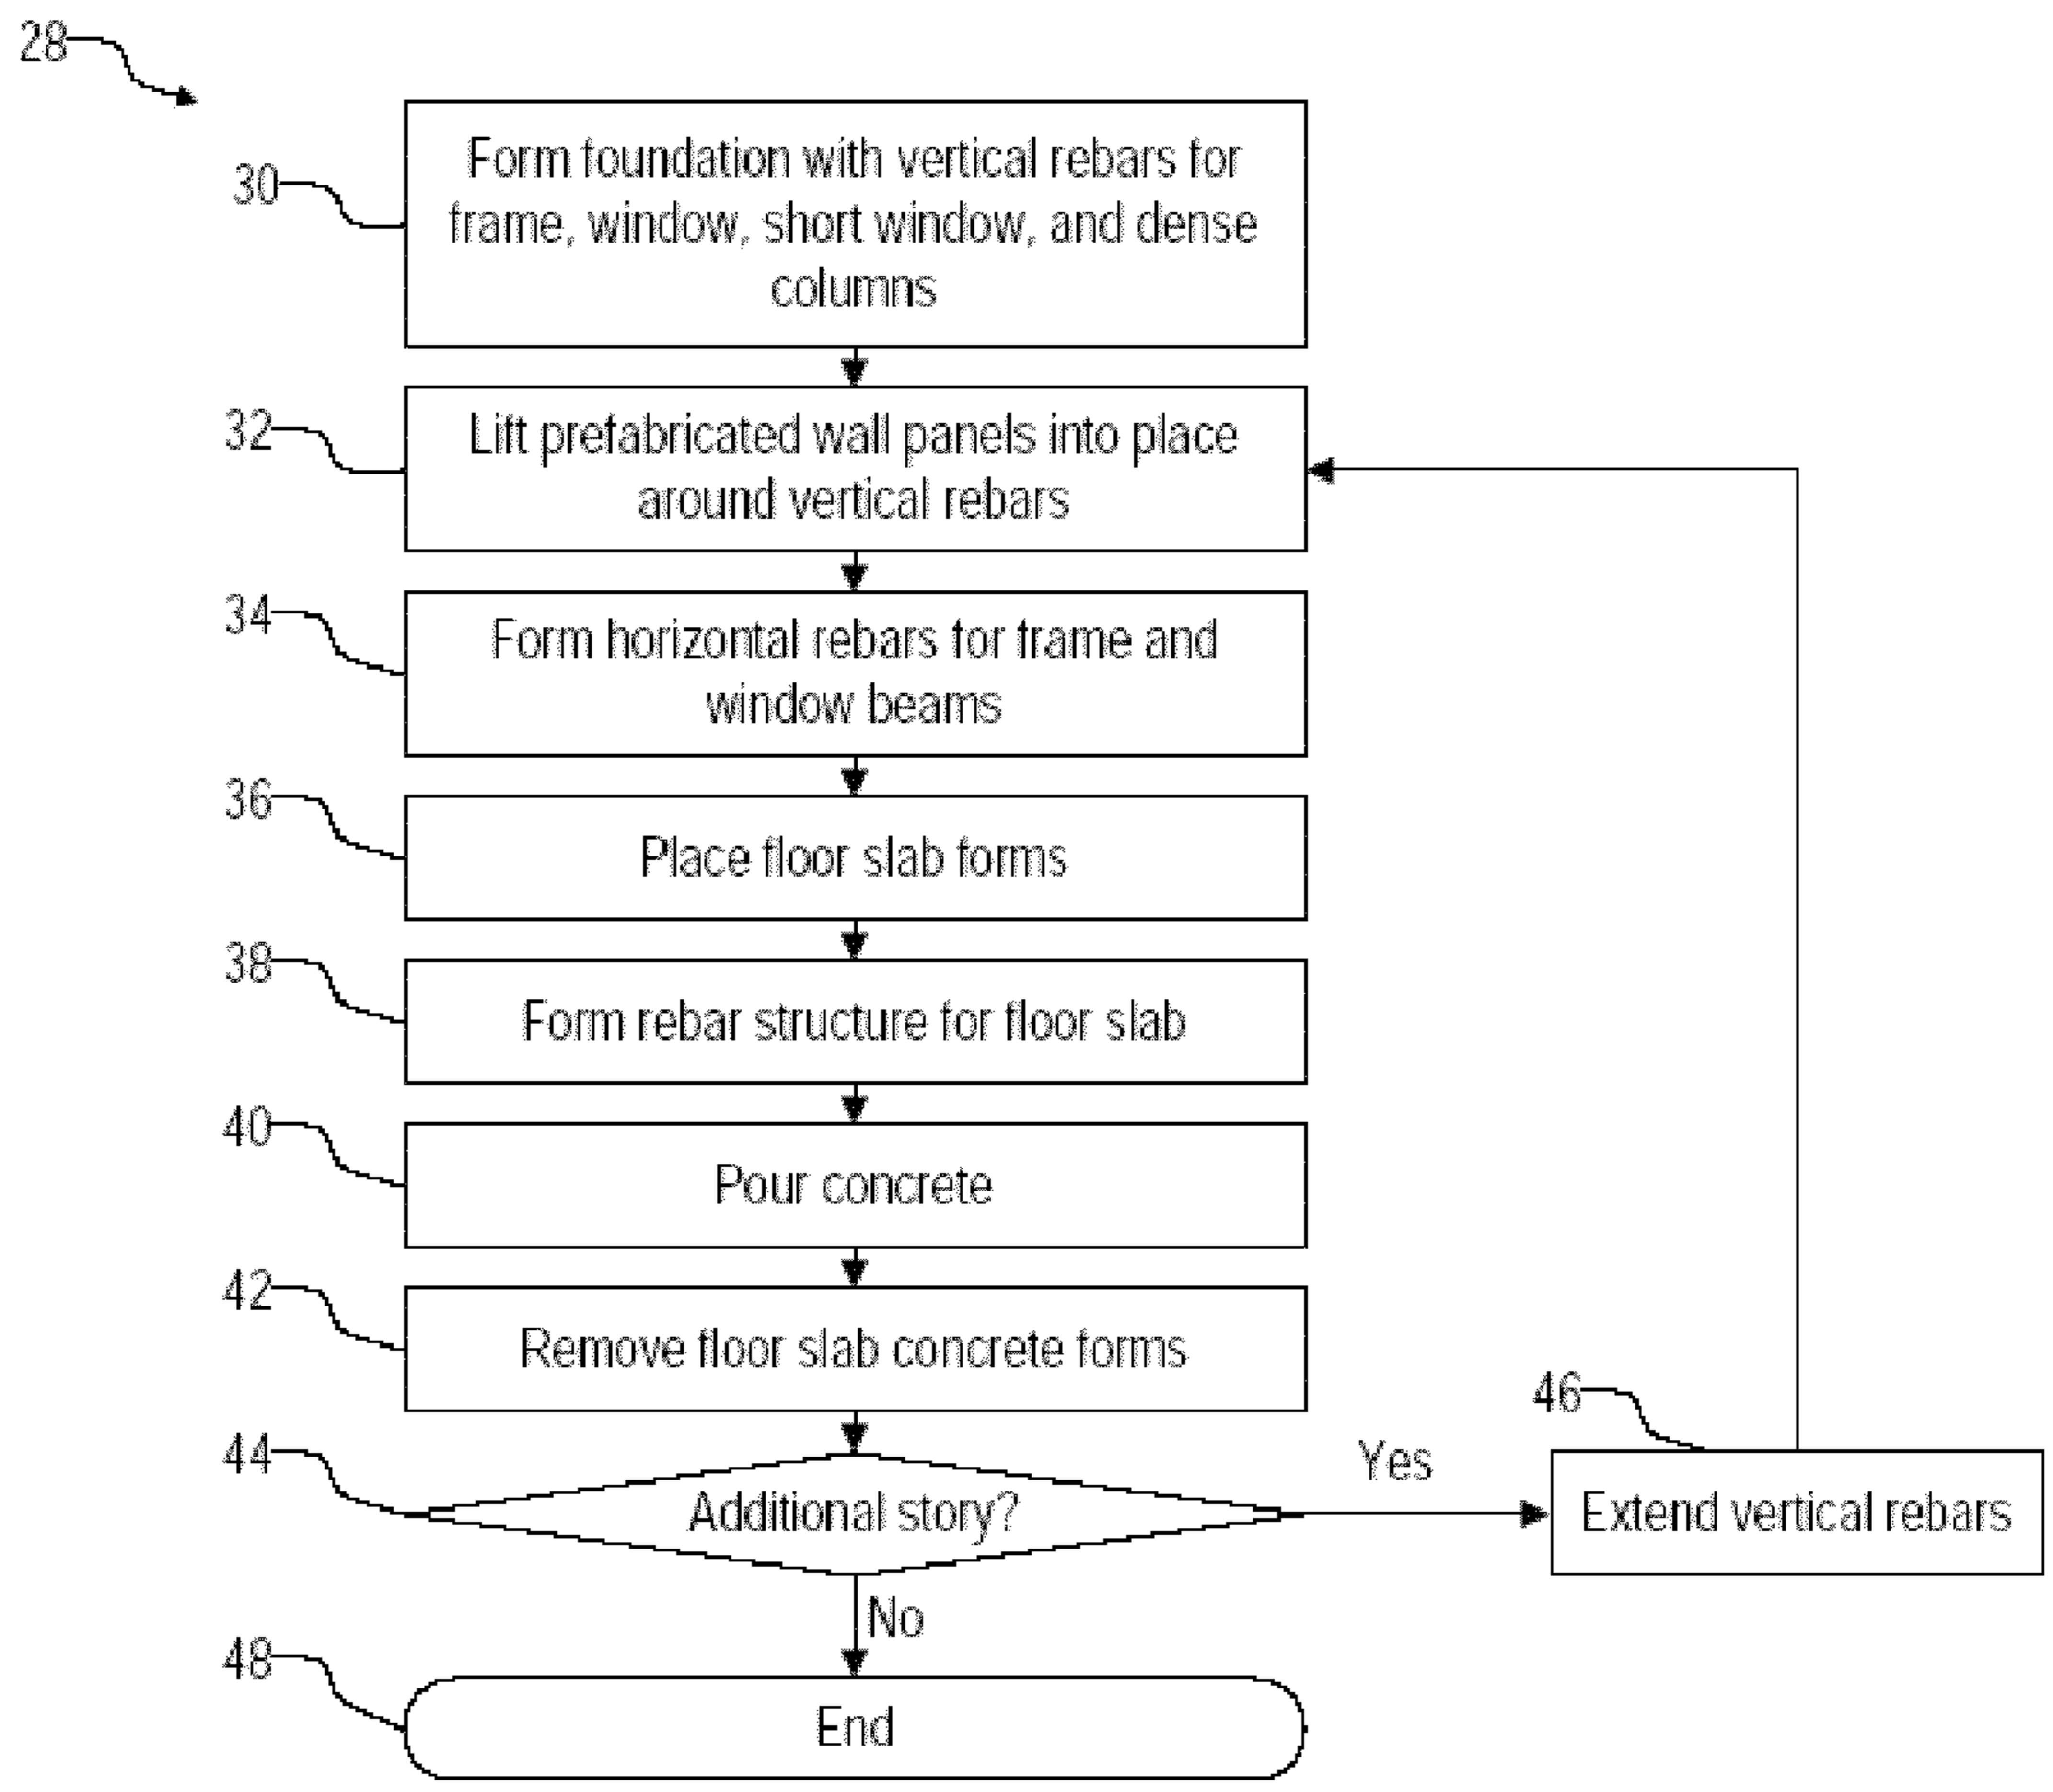 28
30
Form foundation with vertical rebars for
frame, window, short window, and dense
columns
32
Lift prefabricated wall panels into place
around vertical rebars
34
Form horizontal rebars for frame and
window beams
36
Place floor slab forms
38
Form rebar structure for floor slab
40
Pour concrete
42
Remove floor slab concrete forms
44
Additional story?
Yes
46
Extend vertical rebars
No
48
End